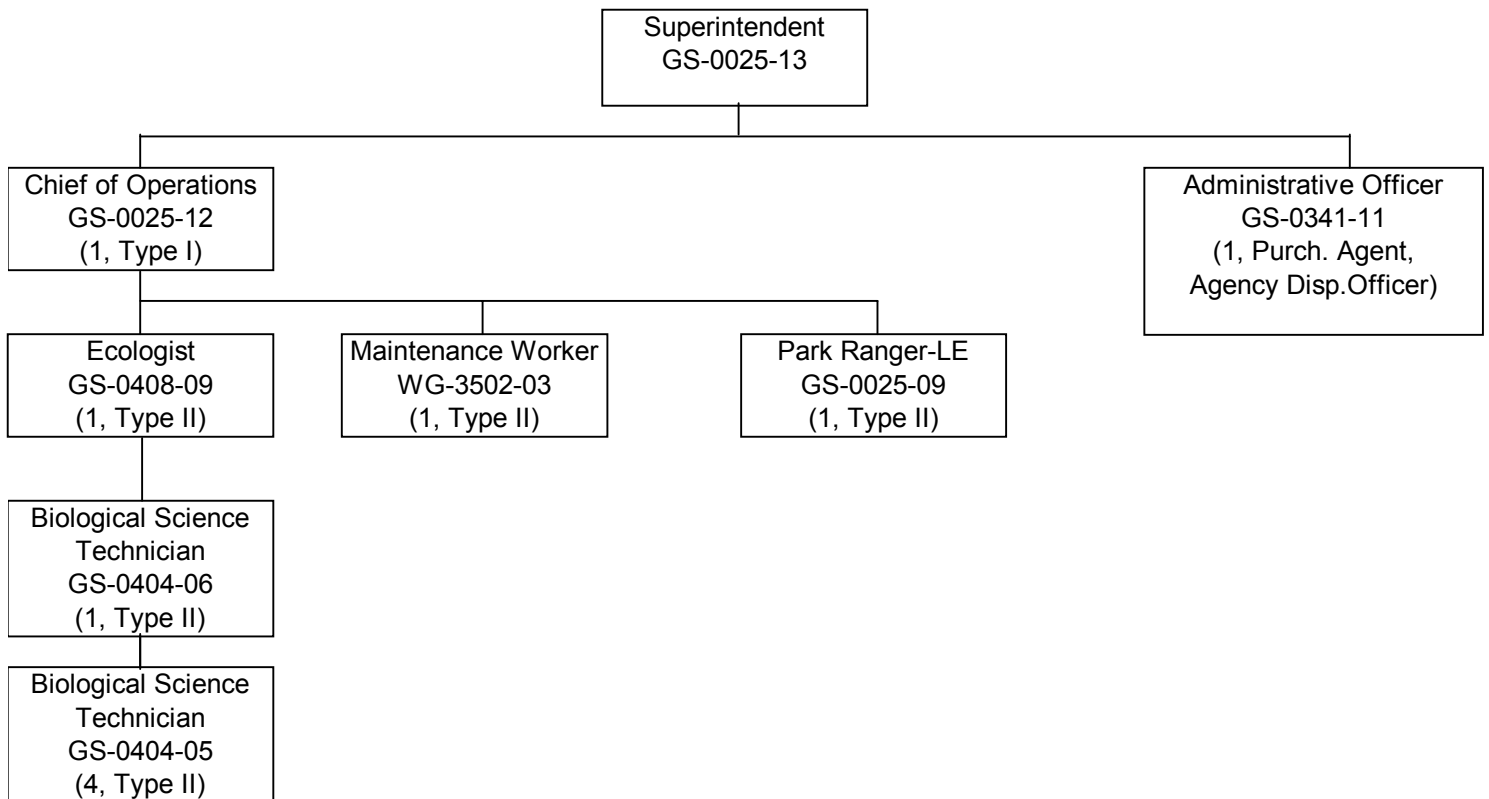 Superintendent
GS-0025-13
Chief of Operations
GS-0025-12
(1, Type I)
Administrative Officer
GS-0341-11
(1, Purch. Agent,
Agency Disp.Officer)
Ecologist
GS-0408-09
(1, Type II)
Maintenance Worker
WG-3502-03
(1, Type II)
Park Ranger-LE
GS-0025-09
(1, Type II)
Biological Science
Technician
GS-0404-06
(1, Type II)
Biological Science
Technician
GS-0404-05
(4, Type II)